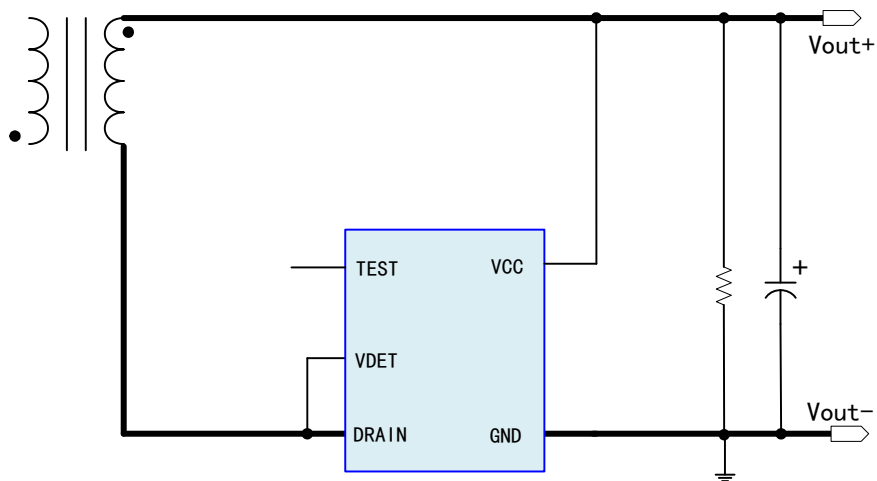 Vout+
TEST
VCC
+
VDET
DRAIN
GND
Vout-